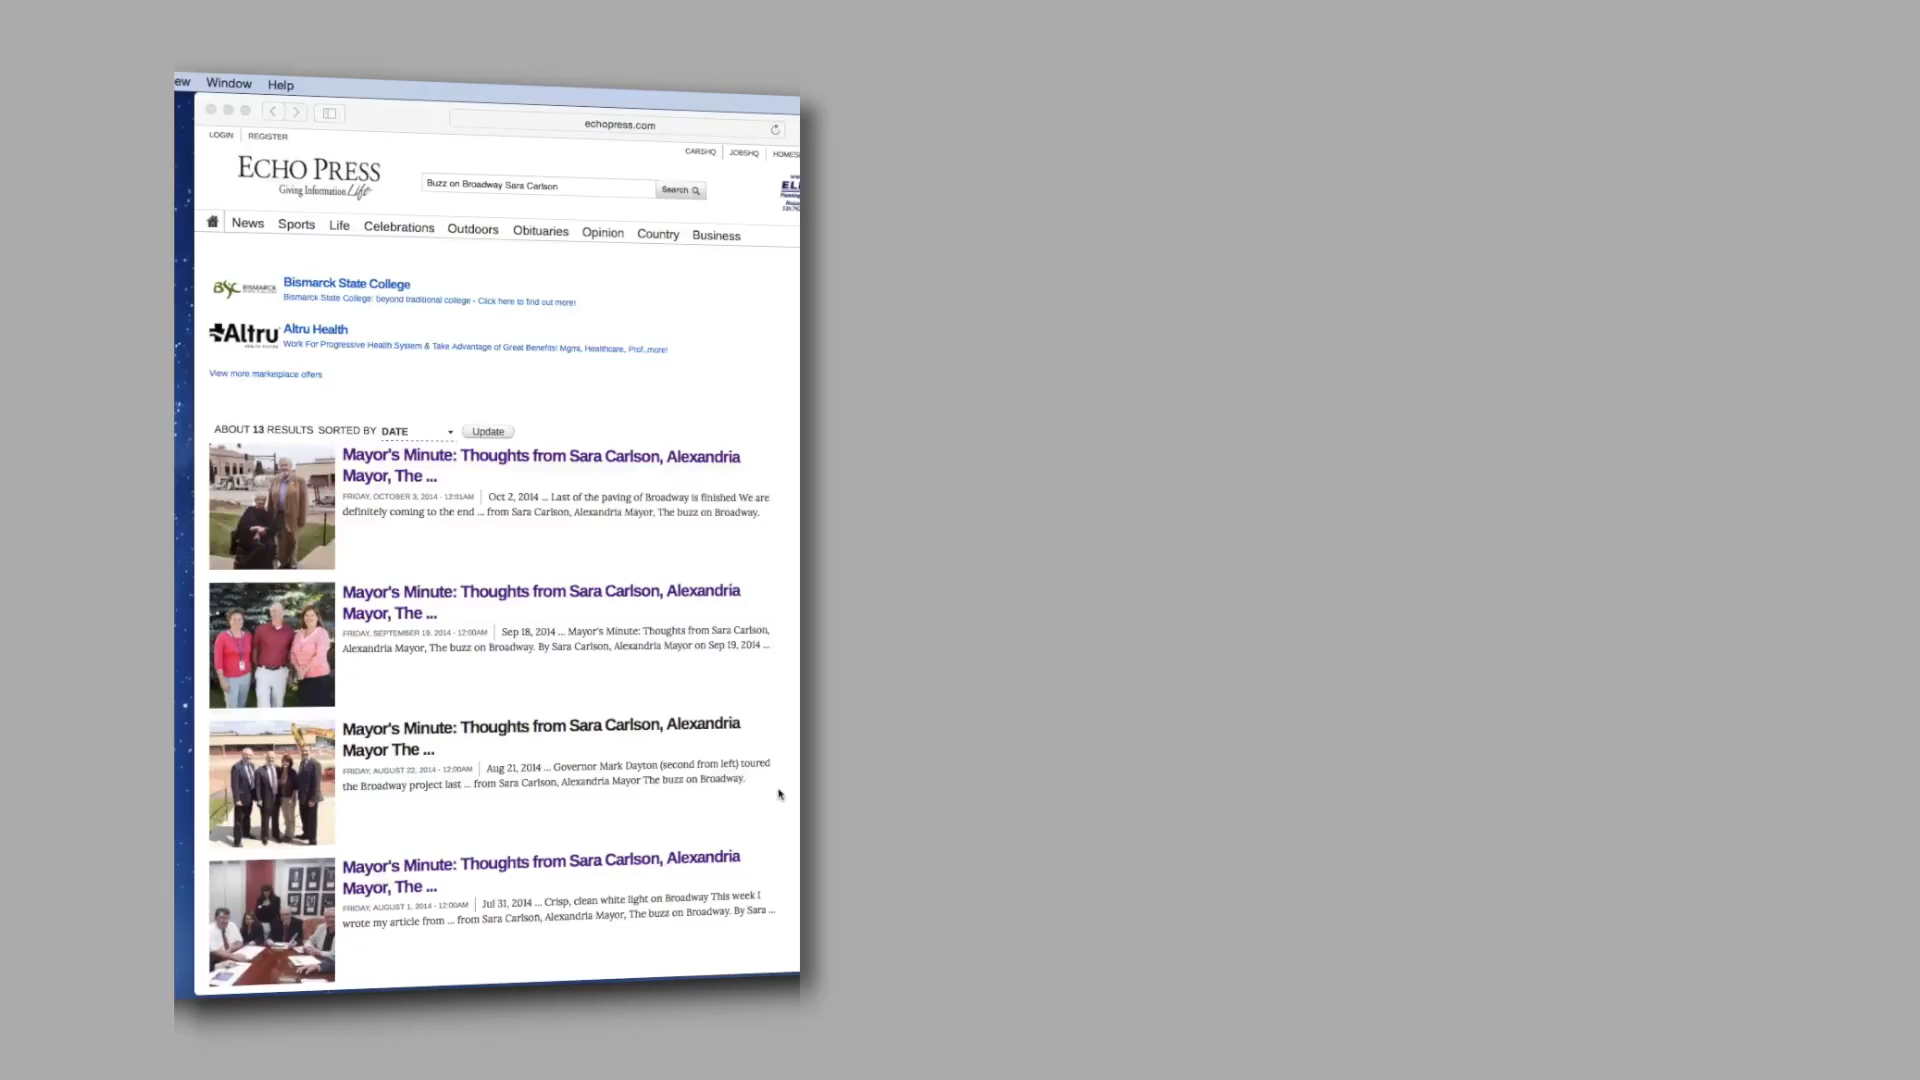 ew Window Help
echopress.com
LOGIN REGISTER
CARSHQ JOBSHQ HOMES
ECHO PRESS
Giving Information Life
Buzz on Broadway Sara Carlson
Search
EL
News Sports Life Celebrations Outdoors Obituaries Opinion Country Business
BSC BISMARCK Bismarck State College
Bismarck State College: beyond traditional college - Click here to find out more!
Altru Altru Health
Work For Progressive Health System & Take Advantage of Great Benefits! Mgmt, Healthcare, Prof.,more!
View more marketplace offers
ABOUT 13 RESULTS SORTED BY DATE Update
Mayor's Minute: Thoughts from Sara Carlson, Alexandria
Mayor, The ...
FRIDAY, OCTOBER 3, 2014 - 12:01AM Oct 2, 2014 ... Last of the paving of Broadway is finished We are
definitely coming to the end ... from Sara Carlson, Alexandria Mayor, The buzz on Broadway.
Mayor's Minute: Thoughts from Sara Carlson, Alexandria
Mayor, The ...
FRIDAY, SEPTEMBER 19, 2014 - 12:00AM Sep 18, 2014 ... Mayor's Minute: Thoughts from Sara Carlson,
Alexandria Mayor, The buzz on Broadway. By Sara Carlson, Alexandria Mayor on Sep 19, 2014 ...
Mayor's Minute: Thoughts from Sara Carlson, Alexandria
Mayor The ...
FRIDAY, AUGUST 22, 2014 - 12:00AM Aug 21, 2014 ... Governor Mark Dayton (second from left) toured
the Broadway project last ... from Sara Carlson, Alexandria Mayor The buzz on Broadway.
Mayor's Minute: Thoughts from Sara Carlson, Alexandria
Mayor, The ...
FRIDAY, AUGUST 1, 2014 - 12:00AM Jul 31, 2014 ... Crisp, clean white light on Broadway This week I
wrote my article from ... from Sara Carlson, Alexandria Mayor, The buzz on Broadway. By Sara ...